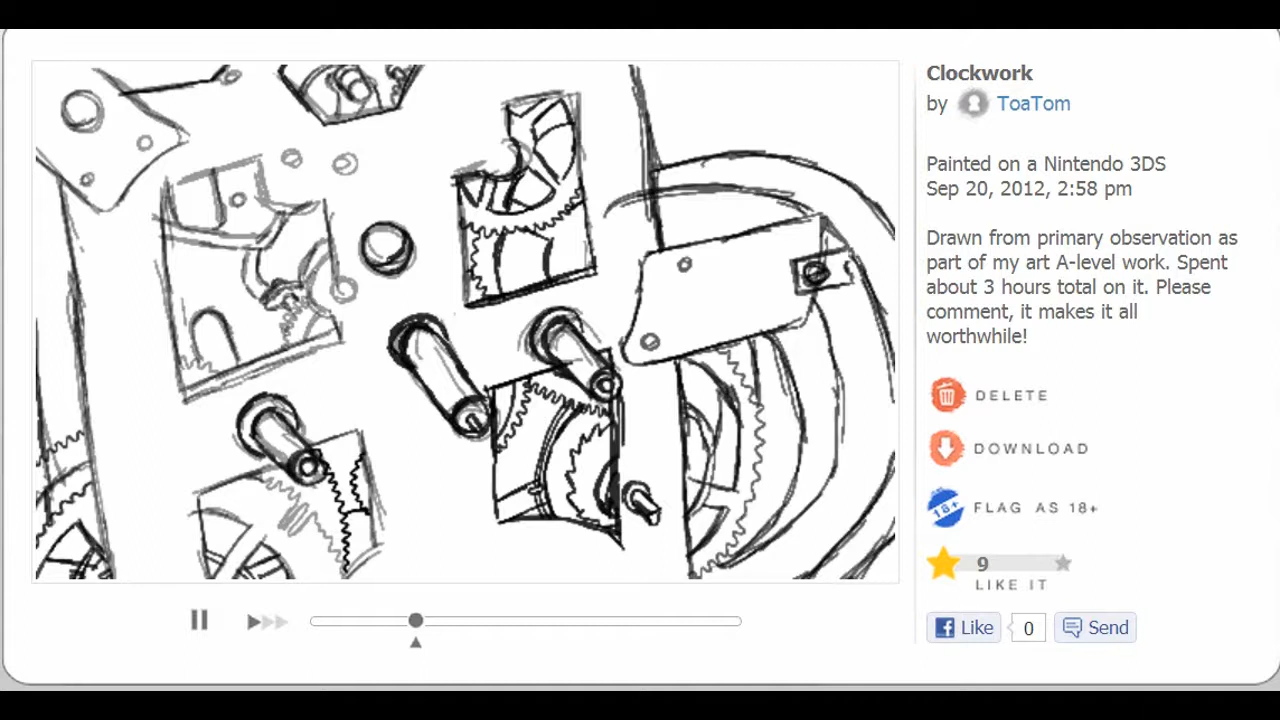 Clockwork
by ToaTom
Painted on a Nintendo 3DS
Sep 20, 2012, 2:58 pm
Drawn from primary observation as
part of my art A-level work. Spent
about 3 hours total on it. Please
comment, it makes it all
worthwhile!
DELETE
DOWNLOAD
18+ FLAG AS 18+
9
LIKE IT
Like 0 Send